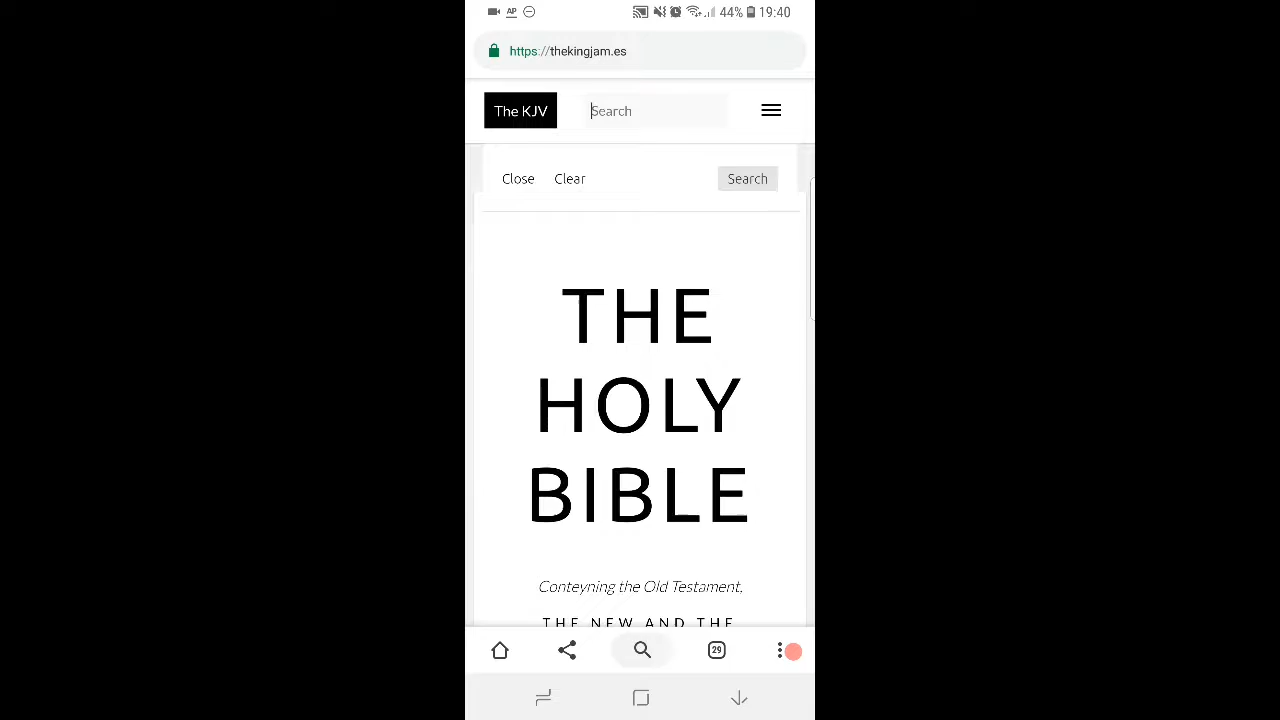 AP 44% 19:40
https://thekingjam.es
The KJV Search
Close Clear Search
THE
HOLY
BIBLE
Conteyning the Old Testament,
THE NEW AND THE
29